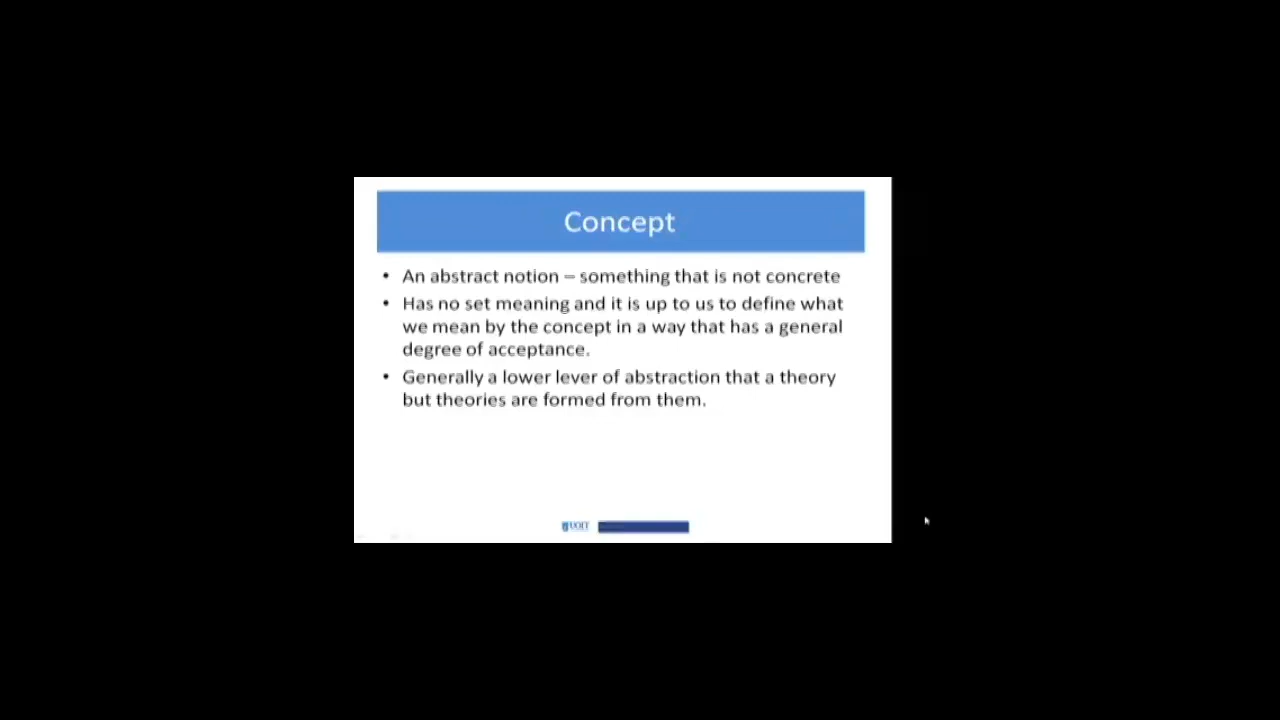 Concept
• An abstract notion – something that is not concrete
• Has no set meaning and it is up to us to define what
we mean by the concept in a way that has a general
degree of acceptance.
• Generally a lower lever of abstraction that a theory
but theories are formed from them.
UOIT